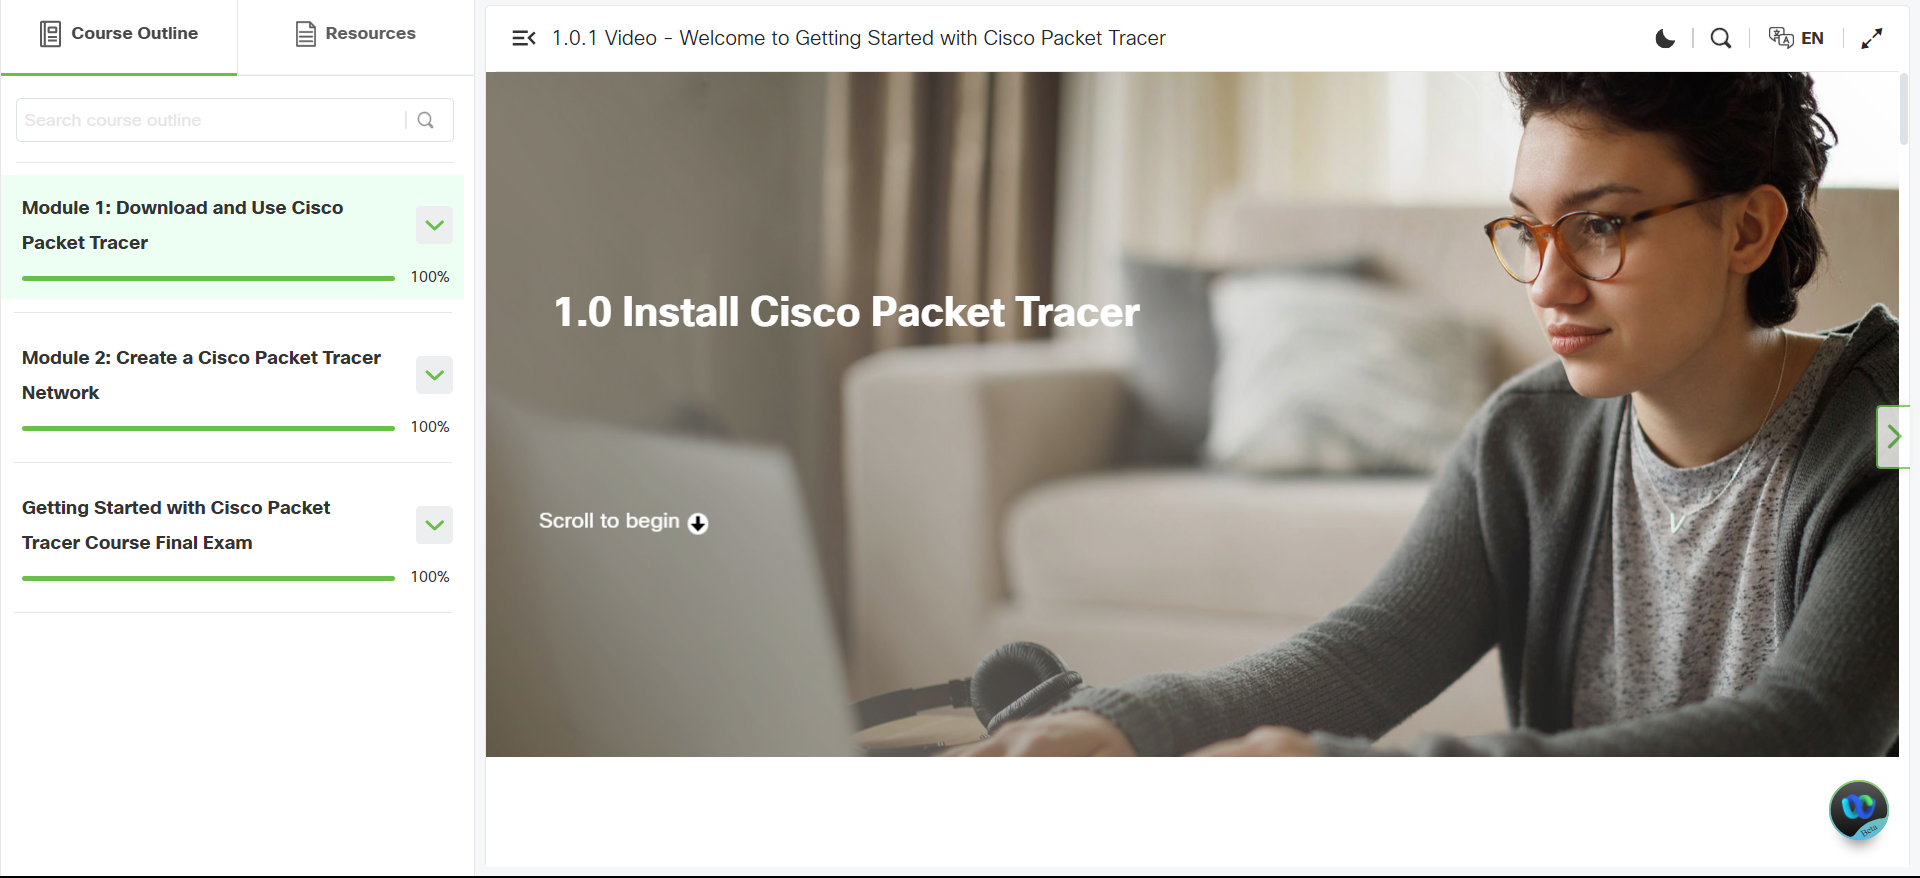 Course Outline
Resources
Search course outline
Module 1: Download and Use Cisco
Packet Tracer
100%
Module 2: Create a Cisco Packet Tracer
Network
100%
Getting Started with Cisco Packet
Tracer Course Final Exam
100%
1.0.1 Video - Welcome to Getting Started with Cisco Packet Tracer
EN
1.0 Install Cisco Packet Tracer
Scroll to begin
Beta